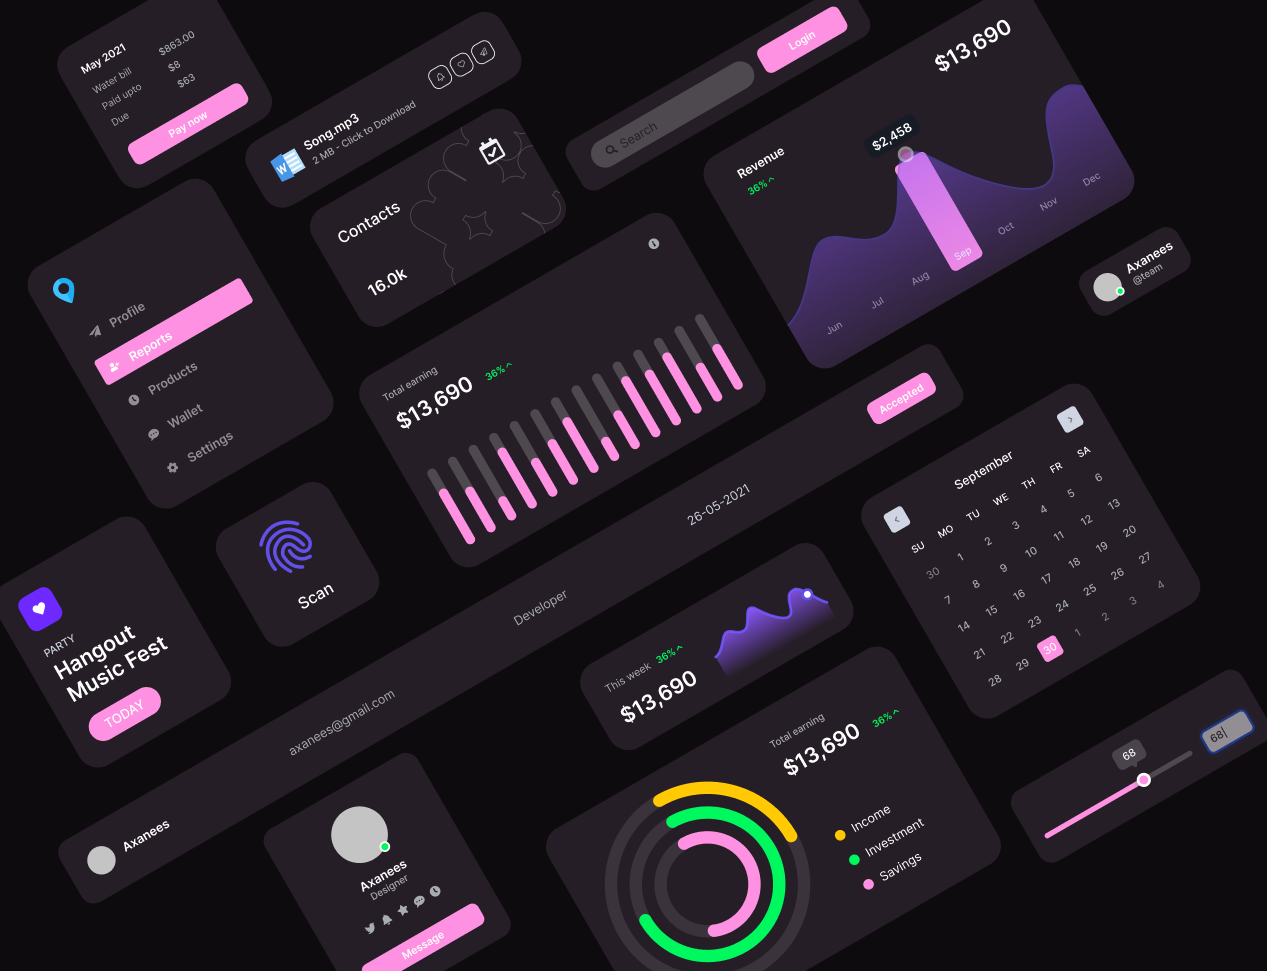 May 2021
Water bill $863.00
Paid upto $8
Due $63
Pay now
Song.mp3
2 MB - Click to Download
Search
Login
Contacts
16.0k
Revenue
36%
$13,690
$2,458
Jun Jul Aug Sep Oct Nov Dec
Axanees
@team
Profile
Reports
Products
Wallet
Settings
Total earning
$13,690 36%
Scan
PARTY
Hangout
Music Fest
TODAY
Axanees axanees@gmail.com Developer 26-05-2021 Accepted
September
SU MO TU WE TH FR SA
30 1 2 3 4 5 6
7 8 9 10 11 12 13
14 15 16 17 18 19 20
21 22 23 24 25 26 27
28 29 30 1 2 3 4
This week 36%
$13,690
Total earning
$13,690 36%
Income
Investment
Savings
68
68
Axanees
Designer
Message